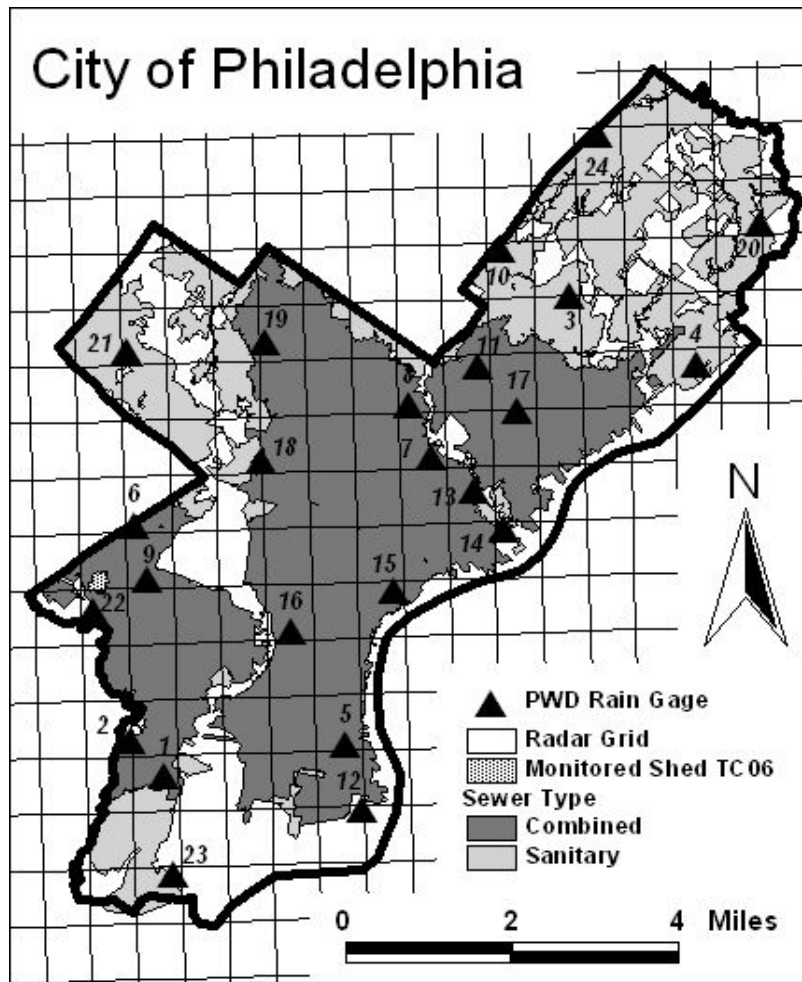 City of Philadelphia
24
20
10
3
19
21
11
4
17
8
18
7
13
6
14
9
15
22
16
N
2
1
5
12
23
PWD Rain Gage
Radar Grid
Monitored Shed TC06
Sewer Type
Combined
Sanitary
0 2 4 Miles